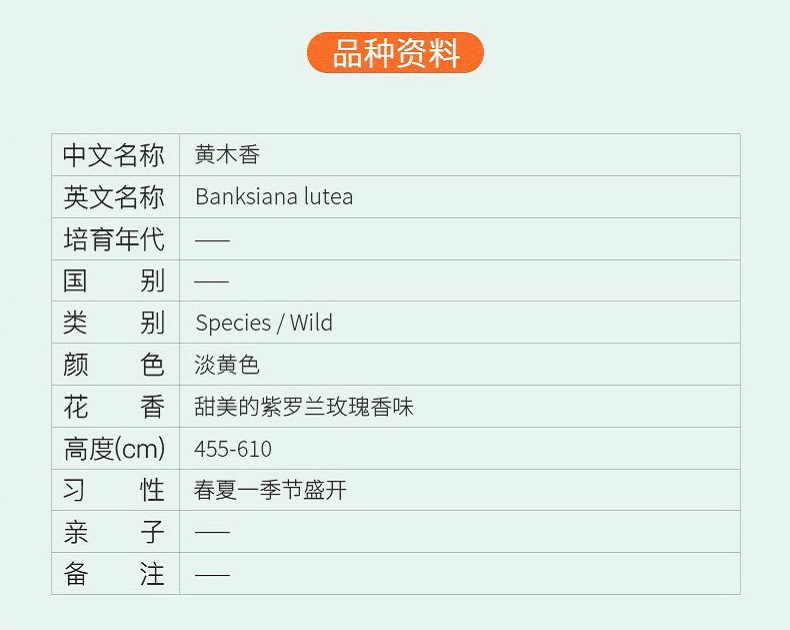 品种资料
中文名称 黄木香
英文名称 Banksiana lutea
培育年代 ——
国别 ——
类别 Species / Wild
颜色 淡黄色
花香 甜美的紫罗兰玫瑰香味
高度(cm) 455-610
习性 春夏一季节盛开
亲子 ——
备注 ——